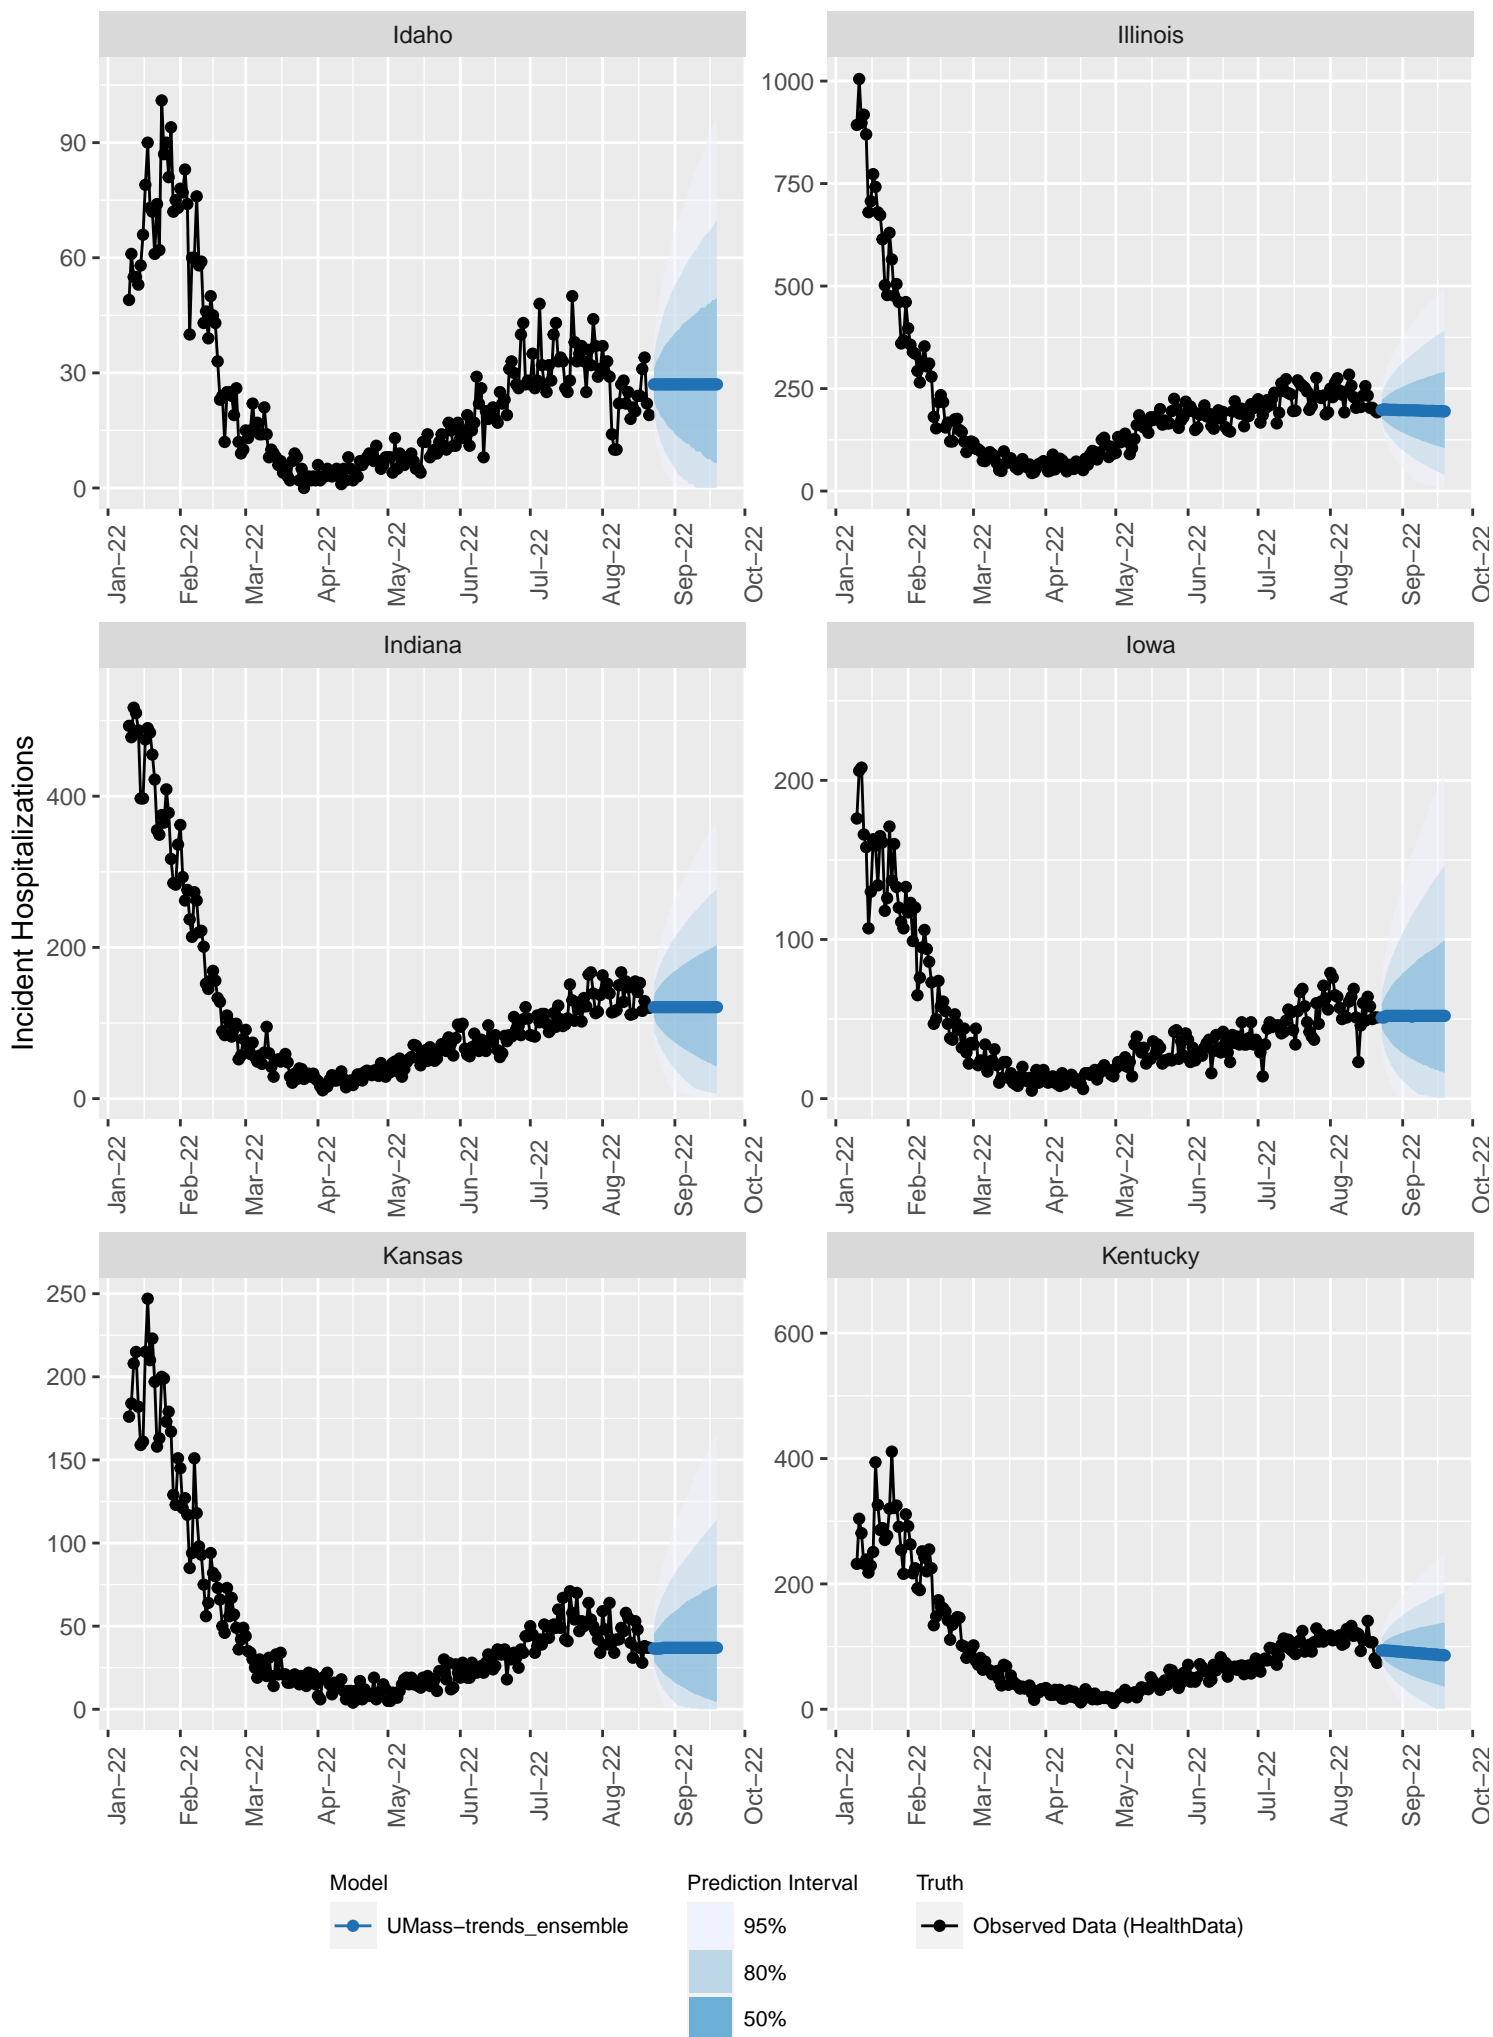 Idaho
Illinois
90
60
30
0
1000
750
500
250
0
Jan−22
Feb−22
Mar−22
Apr−22
May−22
Jun−22
Jul−22
Aug−22
Sep−22
Oct−22
Jan−22
Feb−22
Mar−22
Apr−22
May−22
Jun−22
Jul−22
Aug−22
Sep−22
Oct−22
Incident Hospitalizations
Indiana
Iowa
400
200
0
200
100
0
Jan−22
Feb−22
Mar−22
Apr−22
May−22
Jun−22
Jul−22
Aug−22
Sep−22
Oct−22
Jan−22
Feb−22
Mar−22
Apr−22
May−22
Jun−22
Jul−22
Aug−22
Sep−22
Oct−22
Kansas
Kentucky
250
200
150
100
50
0
600
400
200
0
Jan−22
Feb−22
Mar−22
Apr−22
May−22
Jun−22
Jul−22
Aug−22
Sep−22
Oct−22
Jan−22
Feb−22
Mar−22
Apr−22
May−22
Jun−22
Jul−22
Aug−22
Sep−22
Oct−22
Model
UMass−trends_ensemble
Prediction Interval
95%
80%
50%
Truth
Observed Data (HealthData)